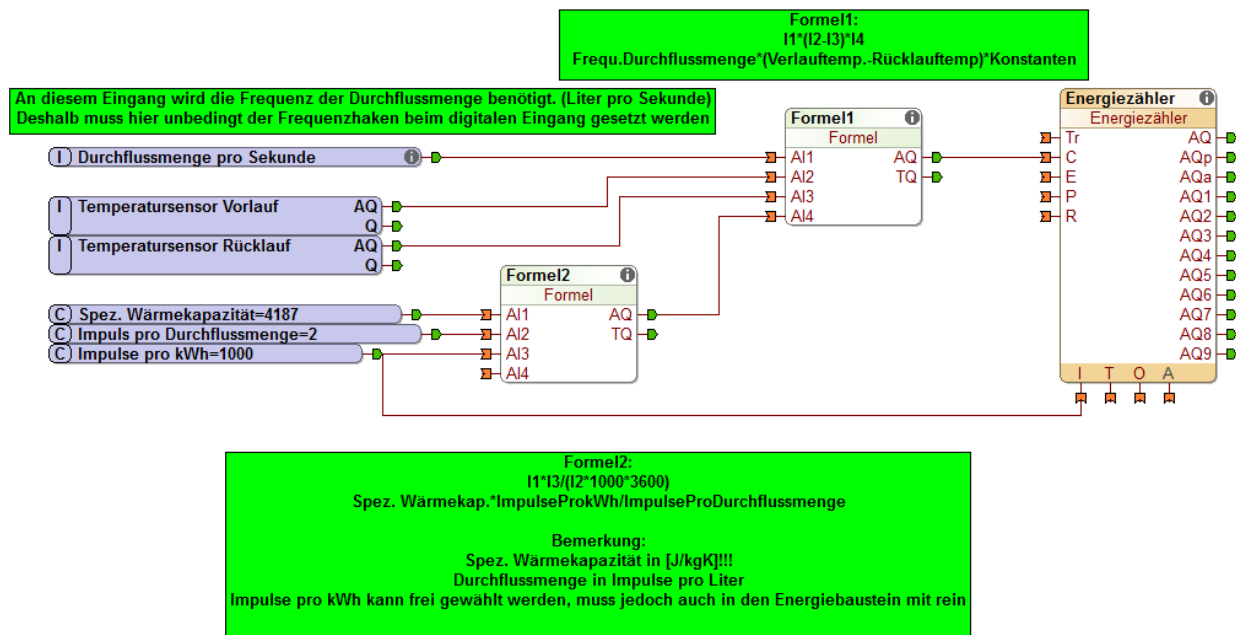 Formel1:
I1*(I2-I3)*I4
Frequ.Durchflussmenge*(Verlauftemp.-Rücklauftemp)*Konstanten
An diesem Eingang wird die Frequenz der Durchflussmenge benötigt. (Liter pro Sekunde)
Deshalb muss hier unbedingt der Frequenzhaken beim digitalen Eingang gesetzt werden
I Durchflussmenge pro Sekunde i
I Temperatursensor Vorlauf AQ
Q
I Temperatursensor Rücklauf AQ
Q
C Spez. Wärmekapazität=4187
C Impuls pro Durchflussmenge=2
C Impulse pro kWh=1000
Formel2 i
Formel
AI1 AQ
AI2 TQ
AI3
AI4
Formel1 i
Formel
AI1 AQ
AI2 TQ
AI3
AI4
Energiezähler i
Energiezähler
Tr AQ
C AQp
E AQa
P AQ1
R AQ2
AQ3
AQ4
AQ5
AQ6
AQ7
AQ8
AQ9
I T O A
Formel2:
I1*I3/(I2*1000*3600)
Spez. Wärmekap.*ImpulseProkWh/ImpulseProDurchflussmenge
Bemerkung:
Spez. Wärmekapazität in [J/kgK]!!!
Durchflussmenge in Impulse pro Liter
Impulse pro kWh kann frei gewählt werden, muss jedoch auch in den Energiebaustein mit rein